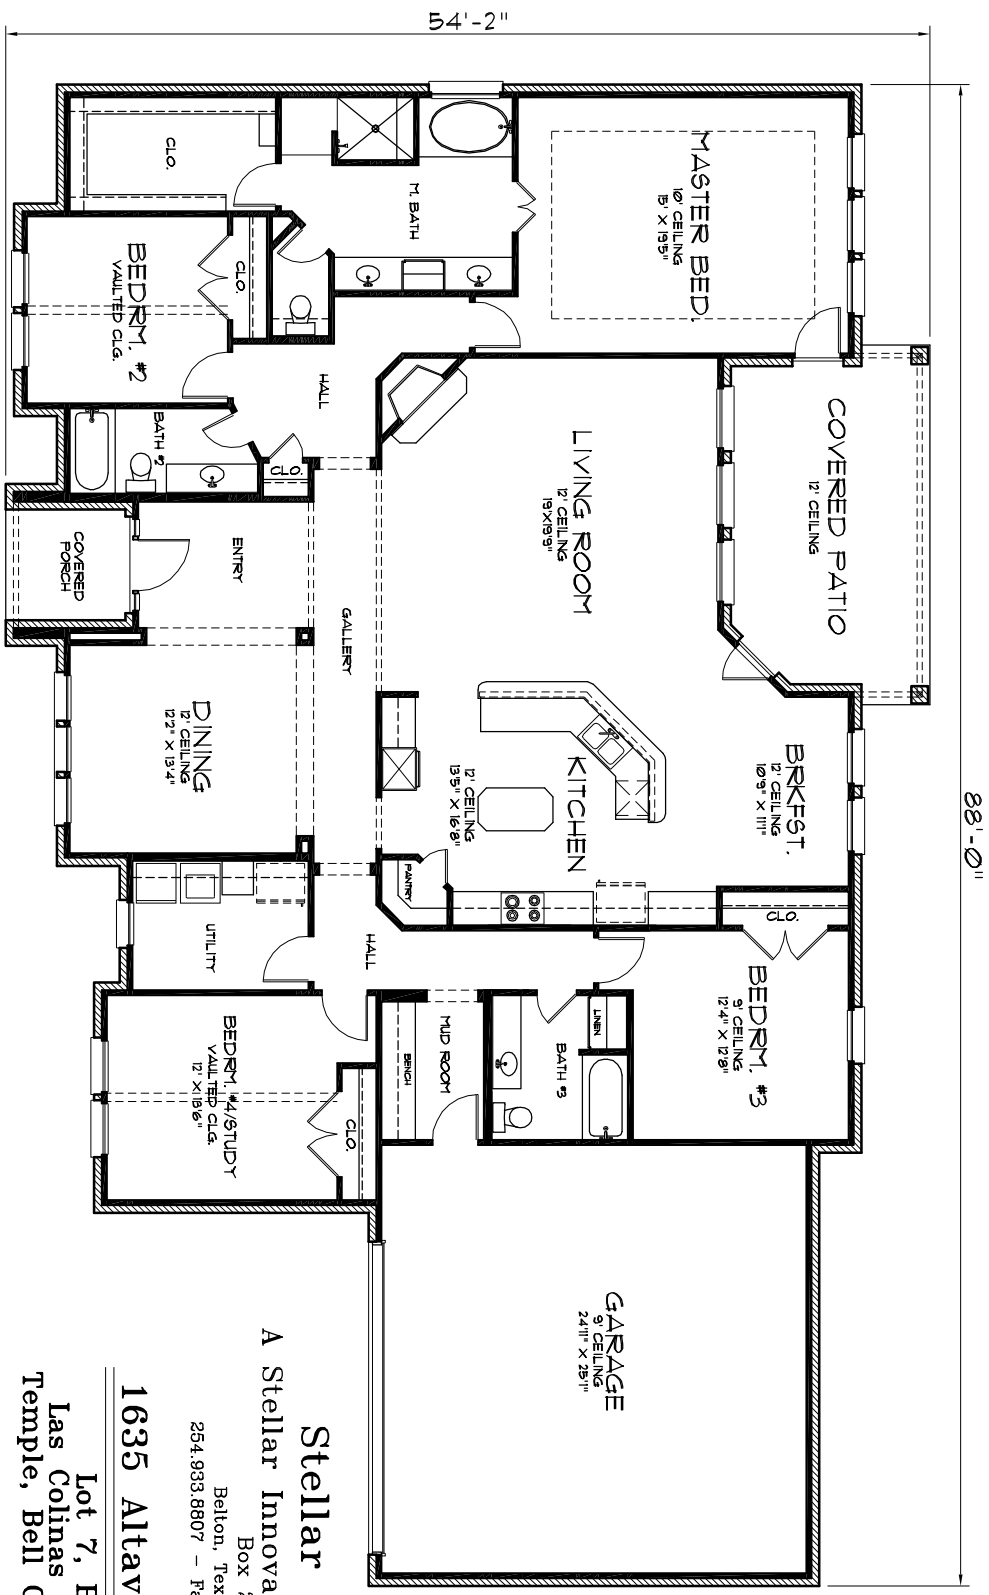 54'-2"
88'-0"
MASTER BED.
10' CEILING
15' X 19'5"
COVERED PATIO
12' CEILING
CLO.
M. BATH
BEDRM. #2
VAULTED CLG.
CLO.
HALL
BATH #2
CLO.
LIVING ROOM
12' CEILING
19'X19'9"
COVERED
PORCH
ENTRY
GALLERY
DINING
12' CEILING
12'2" X 13'4"
KITCHEN
12' CEILING
13'5" X 16'8"
BRKFST.
12' CEILING
10'9" X 11'1"
PANTRY
CLO.
UTILITY
HALL
BEDRM. #3
9' CEILING
12'4" X 12'8"
LINEN
BATH #3
MUD ROOM
BENCH
BEDRM. #4/STUDY
VAULTED CLG.
12' X 13'6"
CLO.
GARAGE
9' CEILING
24'11" X 25'1"
Stellar
A Stellar Innova
Box
Belton, Tex
254.933.8807 - Fa
1635 Altav
Lot 7,
Las Colinas
Temple, Bell